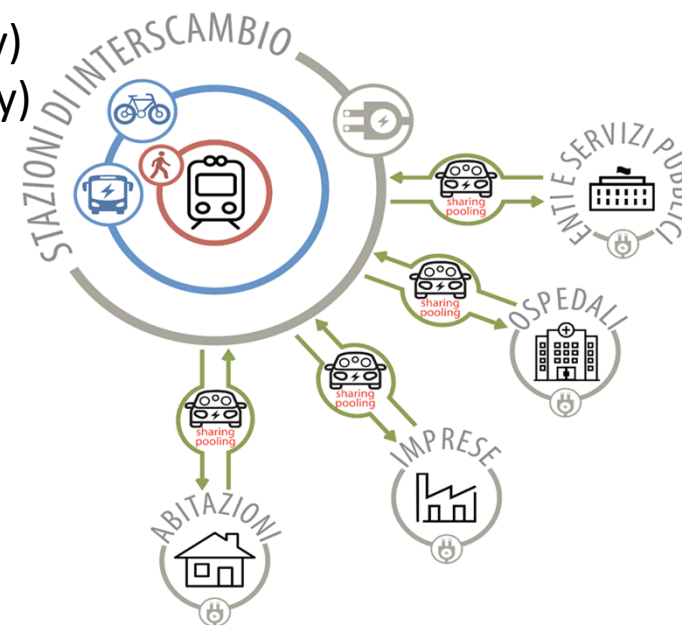 y)
y)
STAZIONI DI INTERSCAMBIO
sharing
pooling
ENTI E SERVIZI PUBBLICI
sharing
pooling
OSPEDALI
sharing
pooling
IMPRESE
sharing
pooling
ABITAZIONI